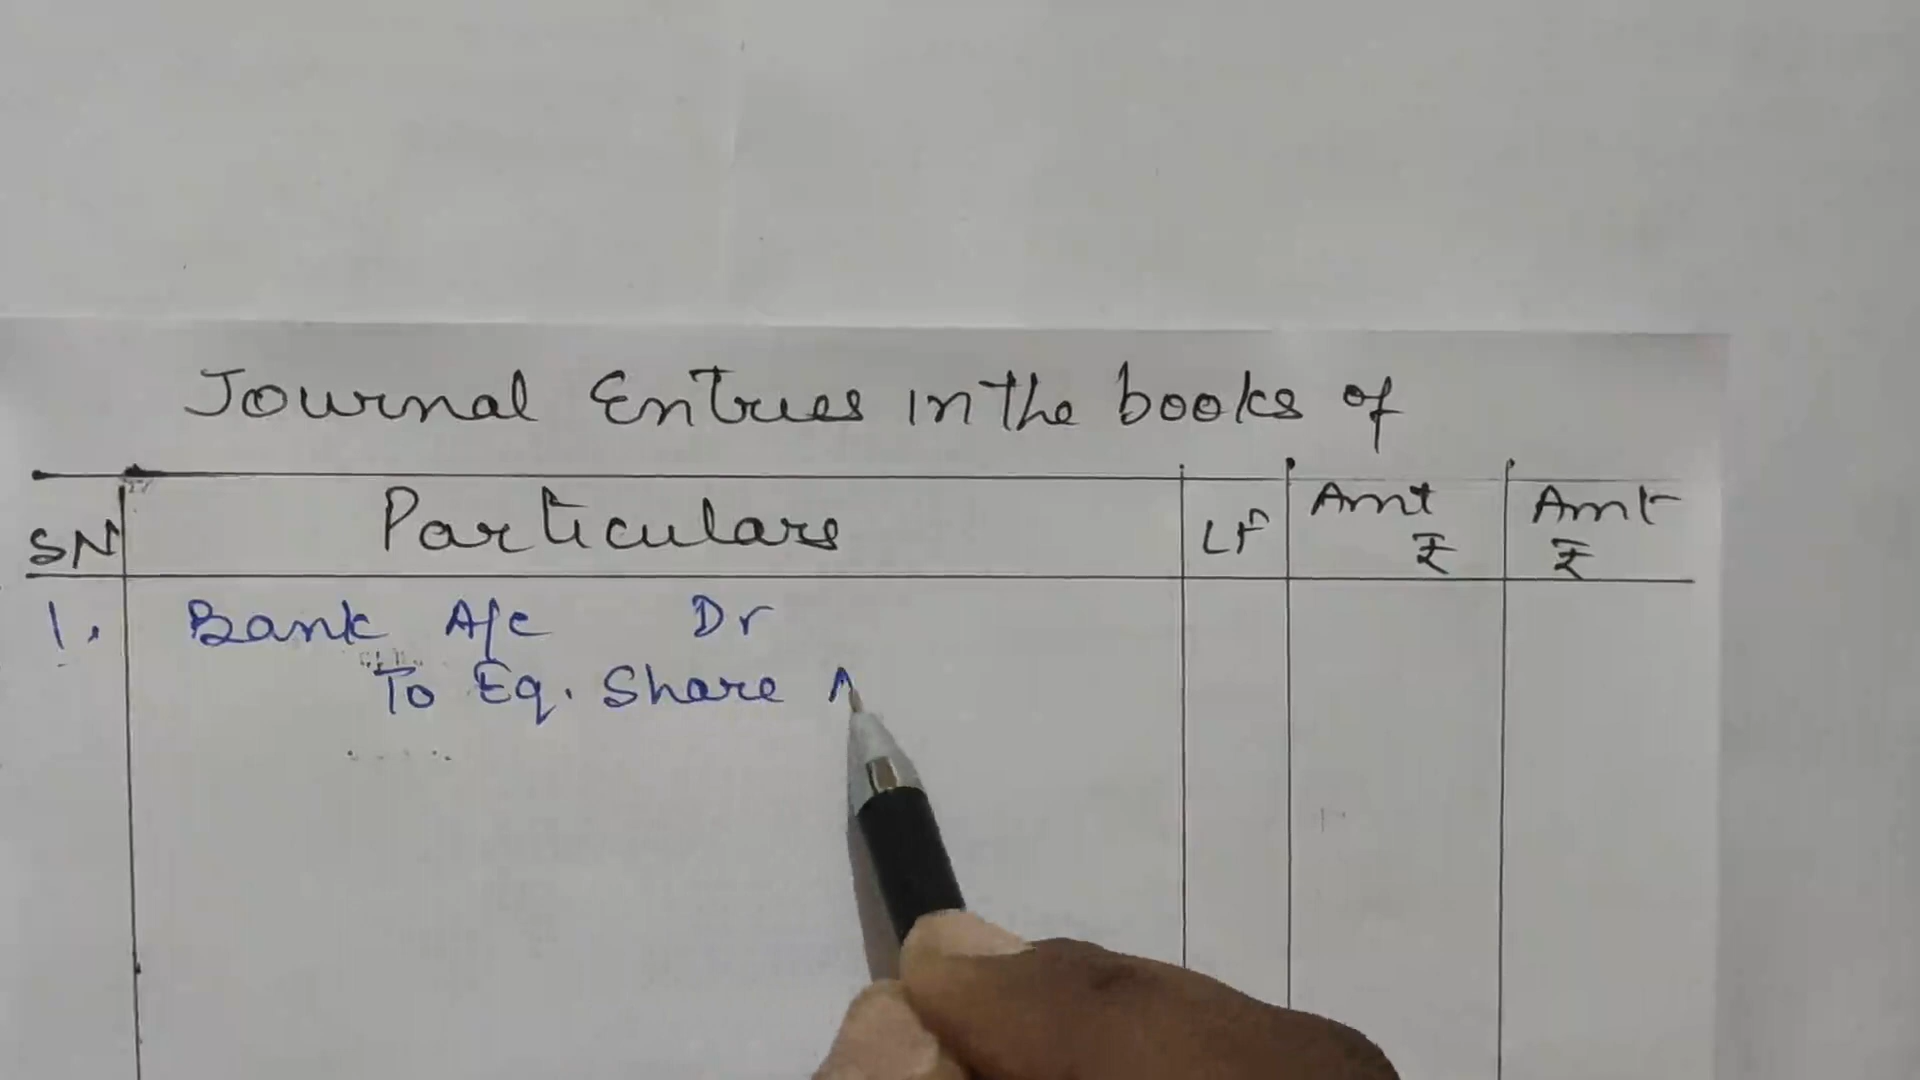 Journal Entries in the books of
SN Particulars LF Amt ₹ Amt ₹
1. Bank A/c Dr
To Eq. Share A